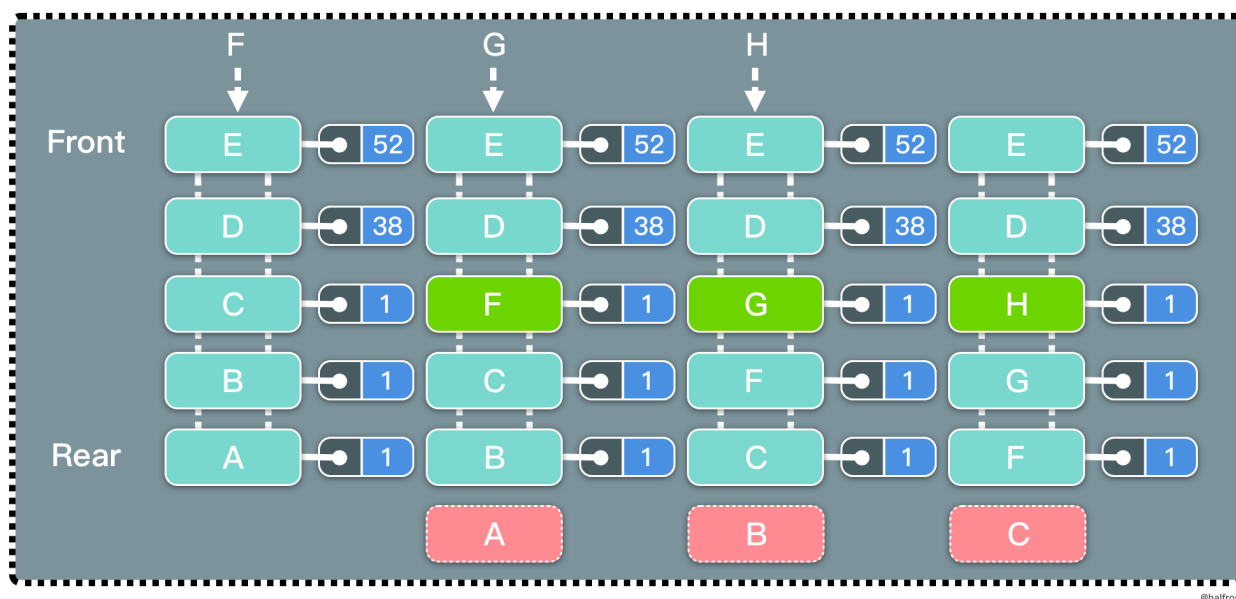 F G H
Front E 52 E 52 E 52 E 52
D 38 D 38 D 38 D 38
C 1 F 1 G 1 H 1
B 1 C 1 F 1 G 1
Rear A 1 B 1 C 1 F 1
A B C